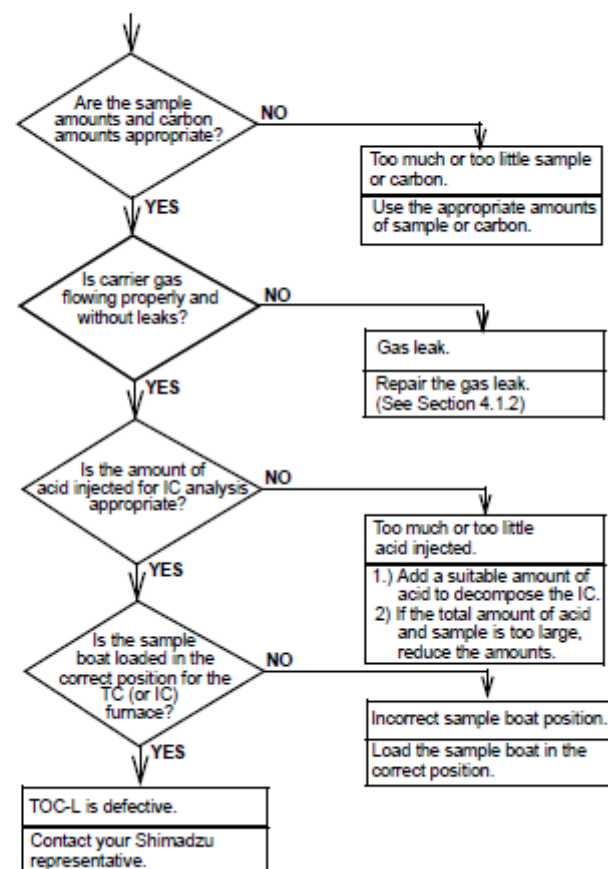 Are the sample
amounts and carbon
amounts appropriate?
NO
Too much or too little sample
or carbon.
Use the appropriate amounts
of sample or carbon.
YES
Is carrier gas
flowing properly and
without leaks?
NO
Gas leak.
Repair the gas leak.
(See Section 4.1.2)
YES
Is the amount of
acid injected for IC analysis
appropriate?
NO
Too much or too little
acid injected.
1.) Add a suitable amount of
acid to decompose the IC.
2) If the total amount of acid
and sample is too large,
reduce the amounts.
YES
Is the sample
boat loaded in the
correct position for the
TC (or IC)
furnace?
NO
Incorrect sample boat position.
Load the sample boat in the
correct position.
YES
TOC-L is defective.
Contact your Shimadzu
representative.